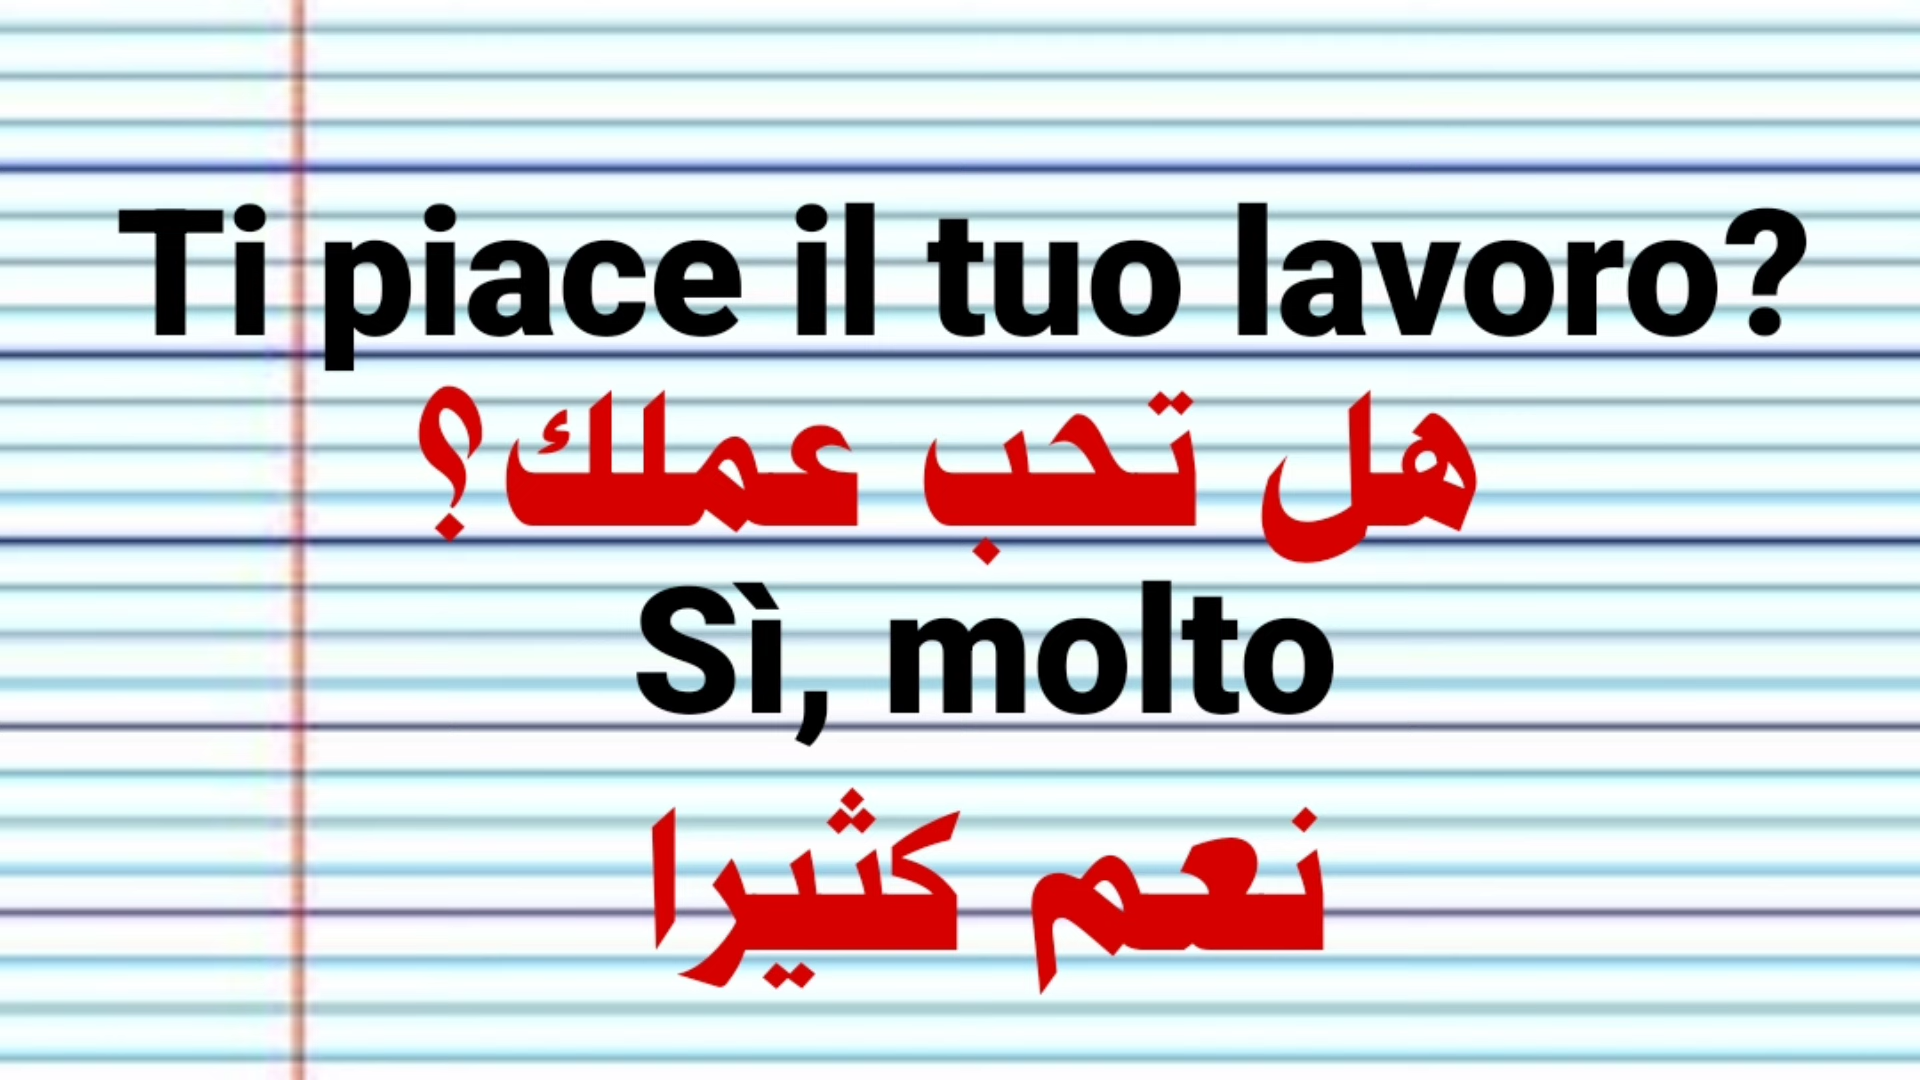 Ti piace il tuo lavoro?
هل تحب عملك؟
Sì, molto
نعم كثيرا